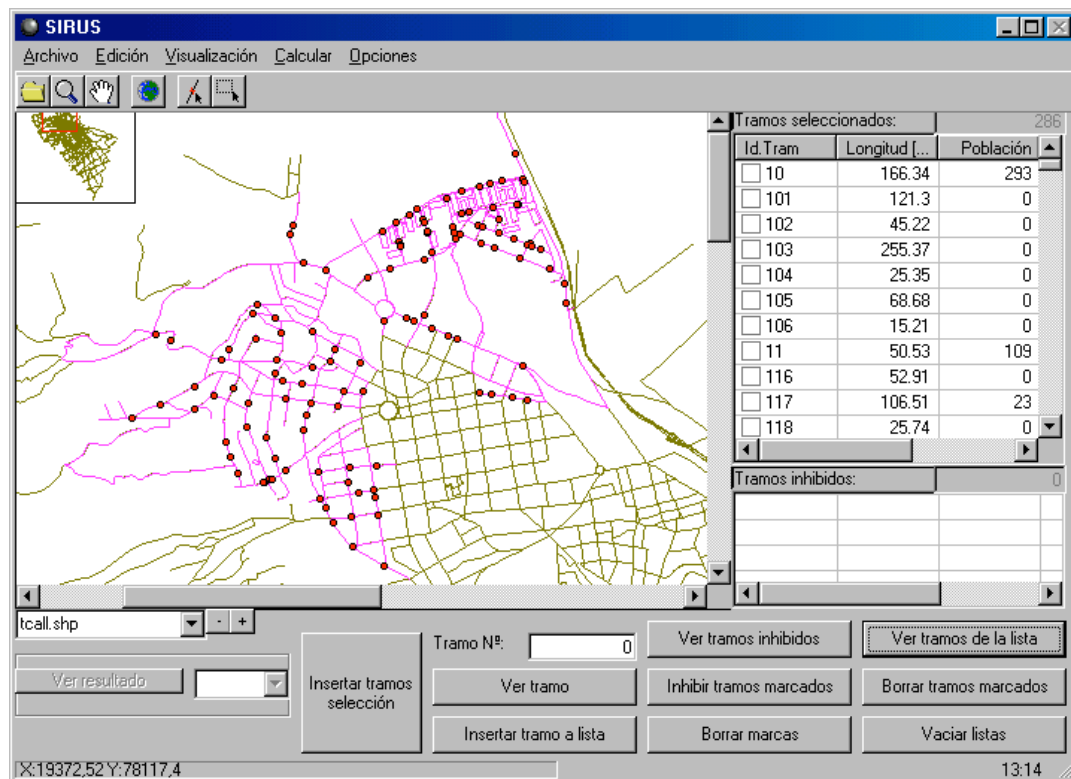 SIRUS
Archivo Edición Visualización Calcular Opciones
Tramos seleccionados: 286
Id.Tram Longitud [... Población
10 166.34 293
101 121.3 0
102 45.22 0
103 255.37 0
104 25.35 0
105 68.68 0
106 15.21 0
11 50.53 109
116 52.91 0
117 106.51 23
118 25.74 0
Tramos inhibidos: 0
tcall.shp - +
Ver resultado
Insertar tramos selección
Tramo Nº: 0
Ver tramo
Insertar tramo a lista
Ver tramos inhibidos
Inhibir tramos marcados
Borrar marcas
Ver tramos de la lista
Borrar tramos marcados
Vaciar listas
X:19372,52 Y:78117,4 13:14